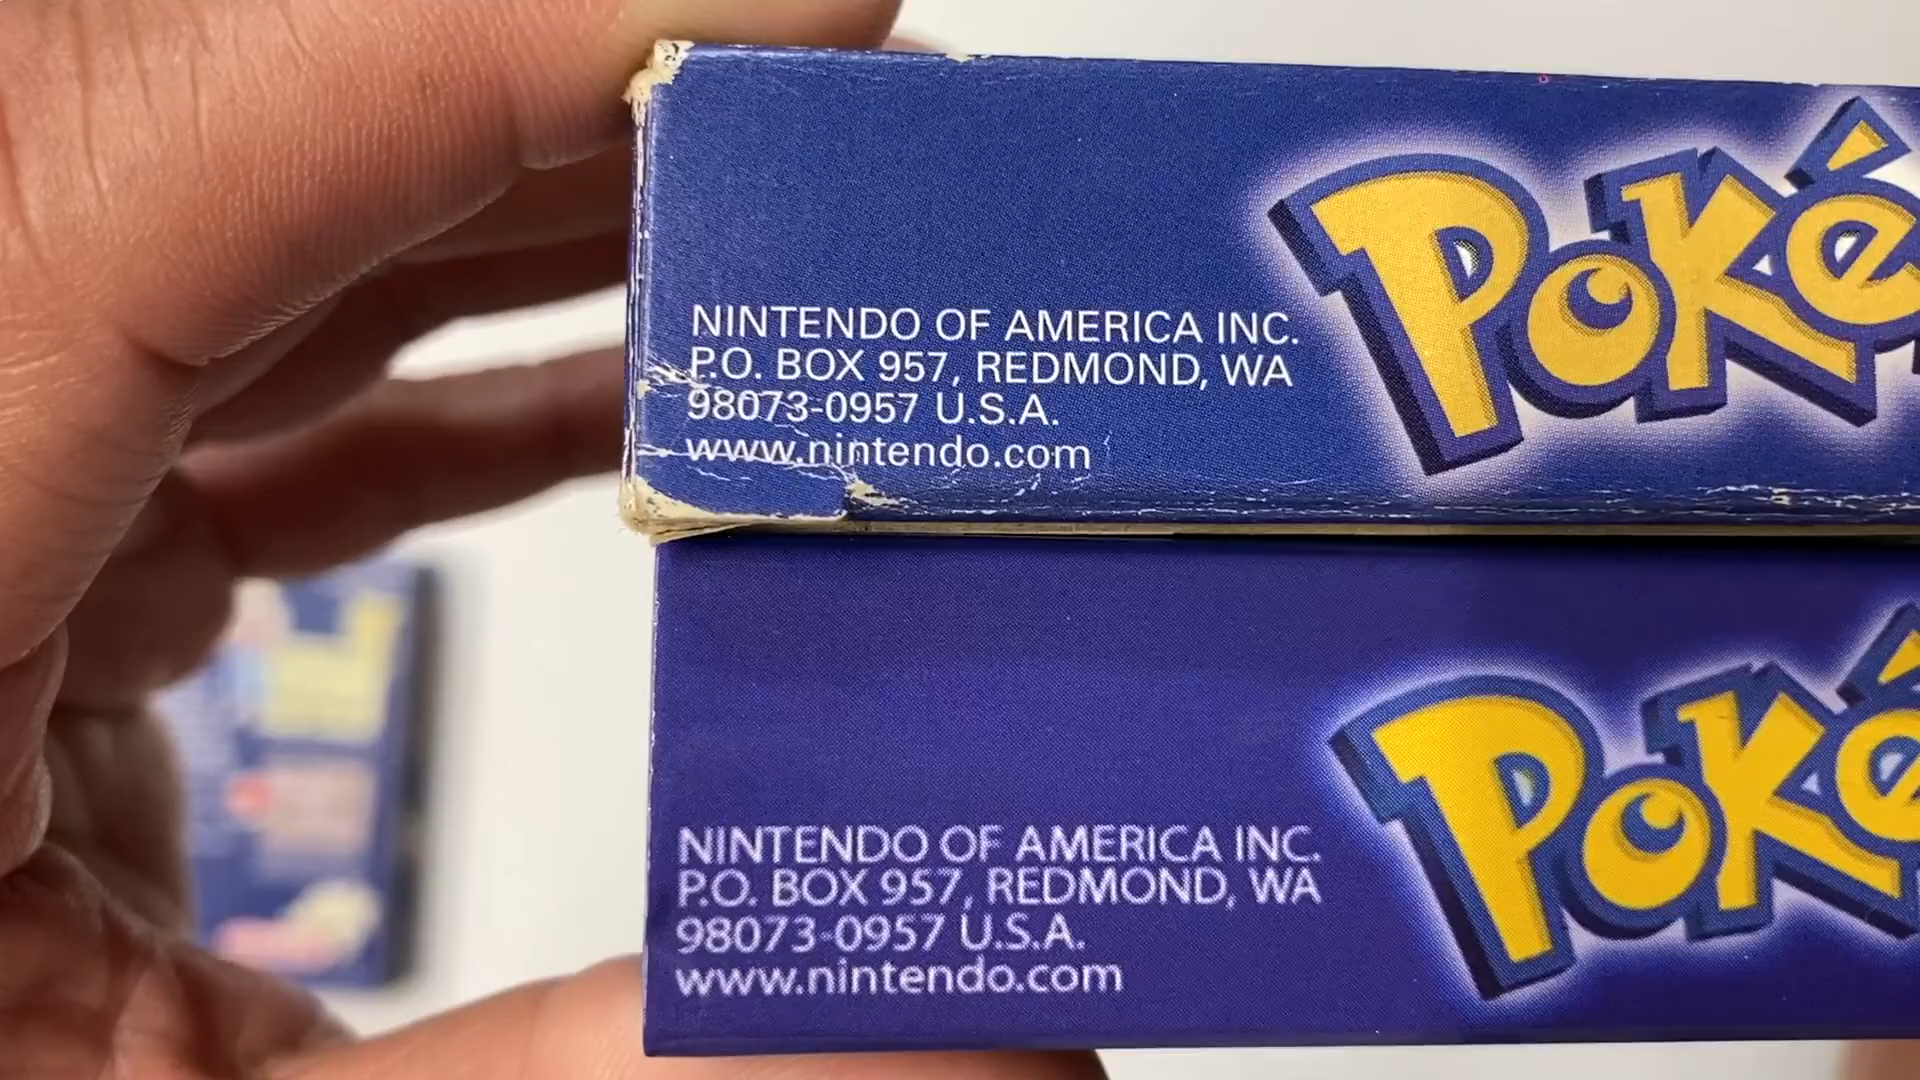 NINTENDO OF AMERICA INC.
P.O. BOX 957, REDMOND, WA
98073-0957 U.S.A.
www.nintendo.com
Poké
NINTENDO OF AMERICA INC.
P.O. BOX 957, REDMOND, WA
98073-0957 U.S.A.
www.nintendo.com
Poké